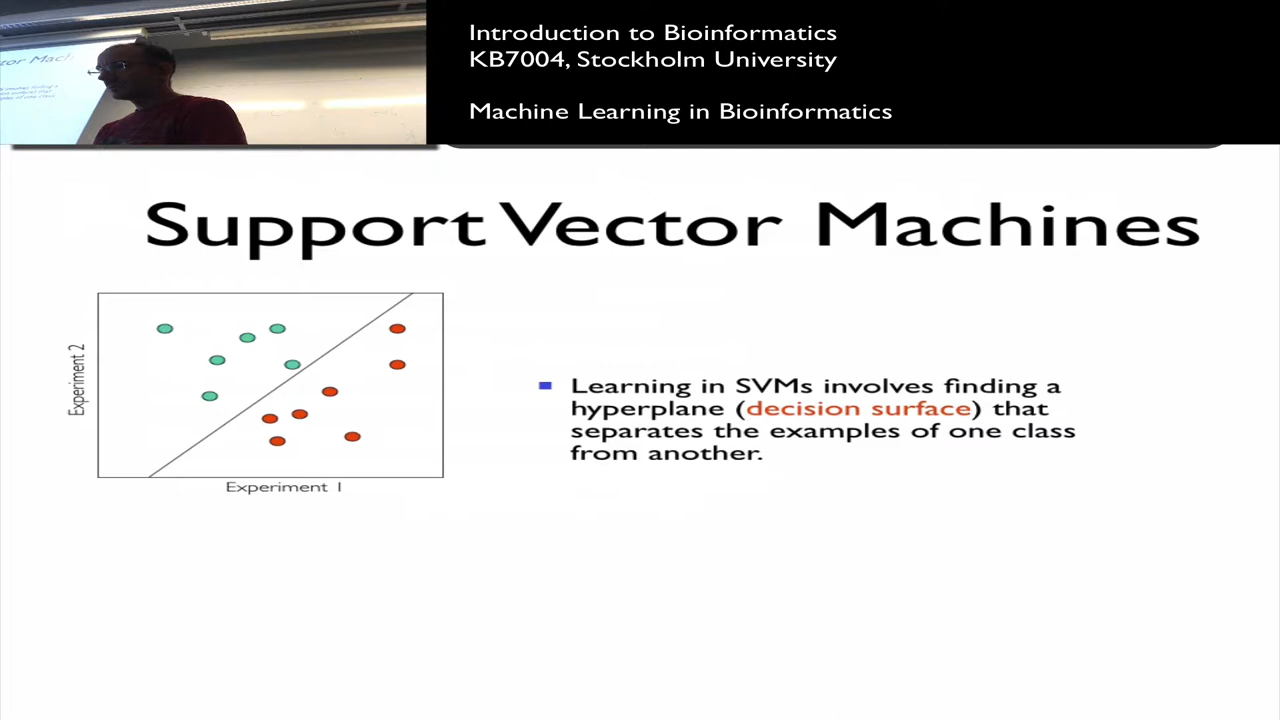 Introduction to Bioinformatics
KB7004, Stockholm University
Machine Learning in Bioinformatics
Support Vector Machines
Experiment 2
Experiment 1
Learning in SVMs involves finding a
hyperplane (decision surface) that
separates the examples of one class
from another.